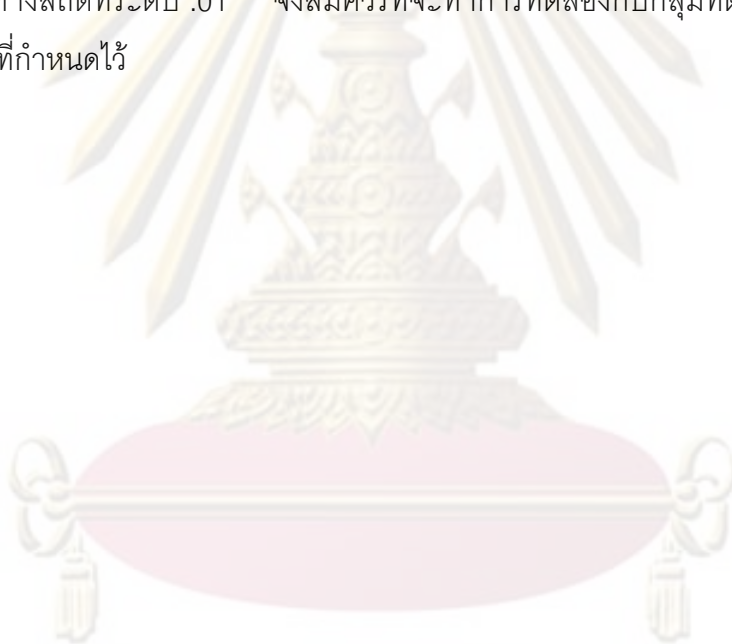 ทางสถิติที่ระดับ .01 จึงสมควรที่จะทำการทดลองกับกลุ่มที่
ที่กำหนดไว้